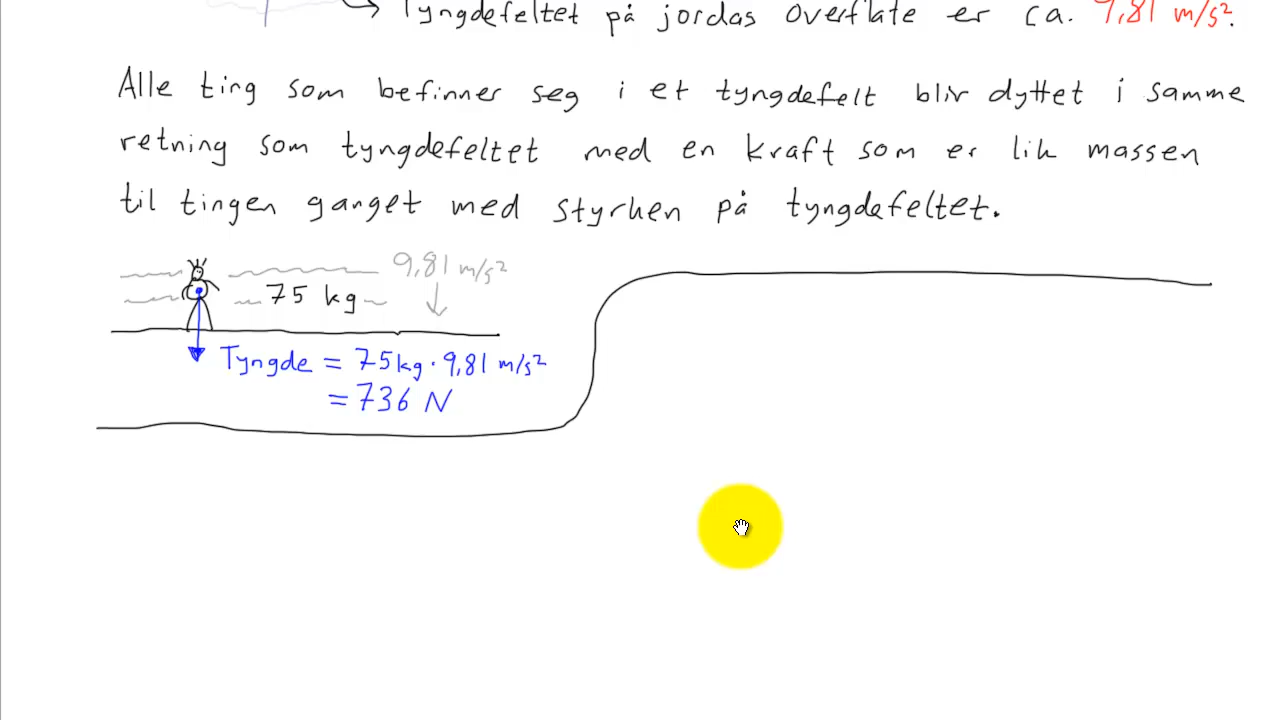 Tyngdefeltet på jordas overflate er ca. 9,81 m/s².
Alle ting som befinner seg i et tyngdefelt blir dyttet i samme
retning som tyngdefeltet med en kraft som er lik massen
til tingen ganget med styrken på tyngdefeltet.
9,81 m/s²
75 kg
Tyngde = 75kg · 9,81 m/s²
= 736 N